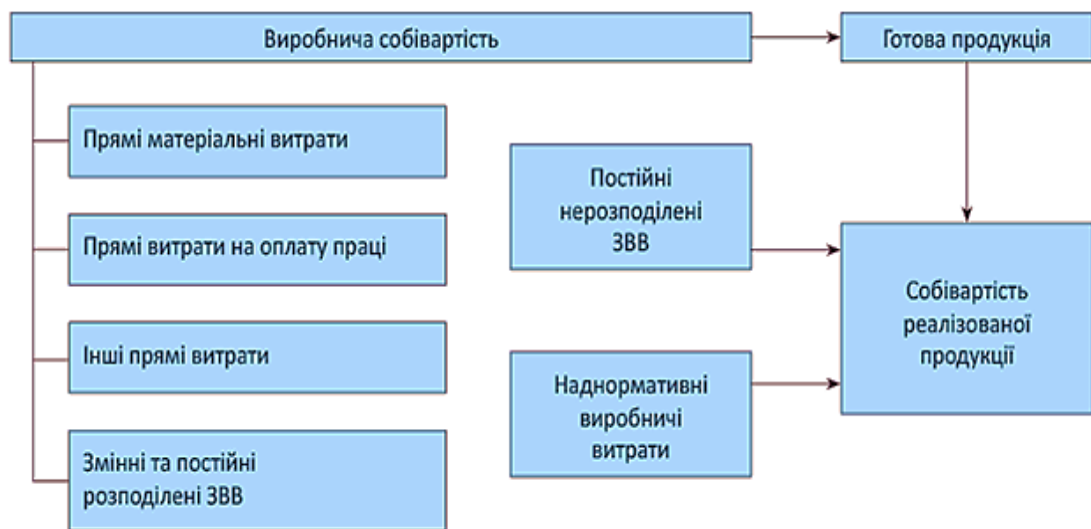 Виробнича собівартість
Готова продукція
Прямі матеріальні витрати
Прямі витрати на оплату праці
Інші прямі витрати
Змінні та постійні
розподілені ЗВВ
Постійні
нерозподілені
ЗВВ
Наднормативні
виробничі
витрати
Собівартість
реалізованої
продукції